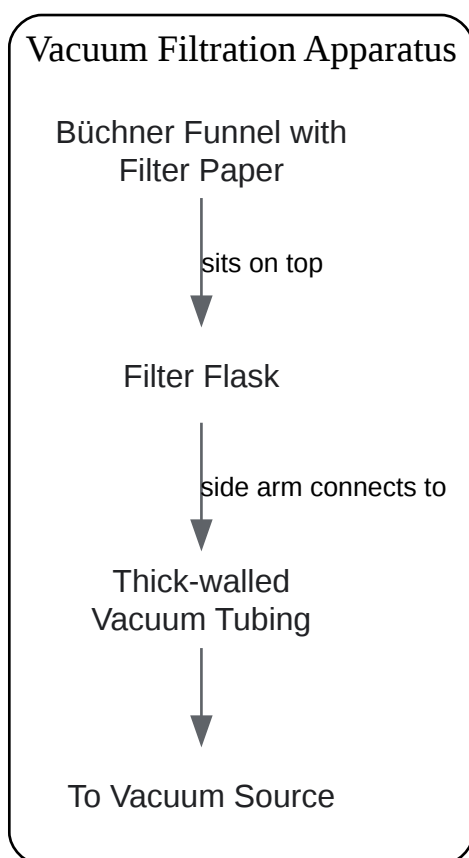 Vacuum Filtration Apparatus
Büchner Funnel with
Filter Paper
sits on top
Filter Flask
side arm connects to
Thick-walled
Vacuum Tubing
To Vacuum Source